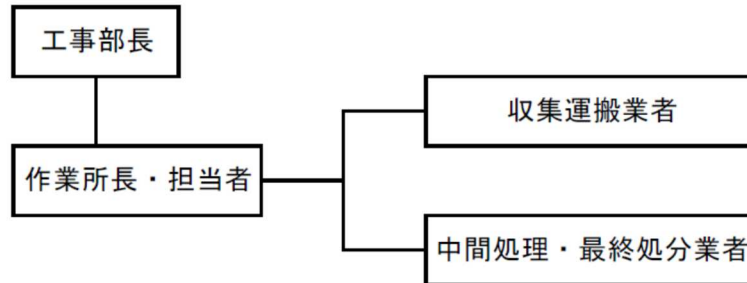 工事部長
収集運搬業者
作業所長・担当者
中間処理・最終処分業者